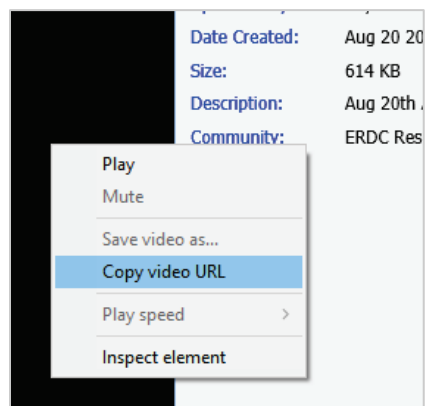 Date Created: Aug 20 20
Size: 614 KB
Description: Aug 20th
Community: ERDC Res
Play
Mute
Save video as...
Copy video URL
Play speed
Inspect element